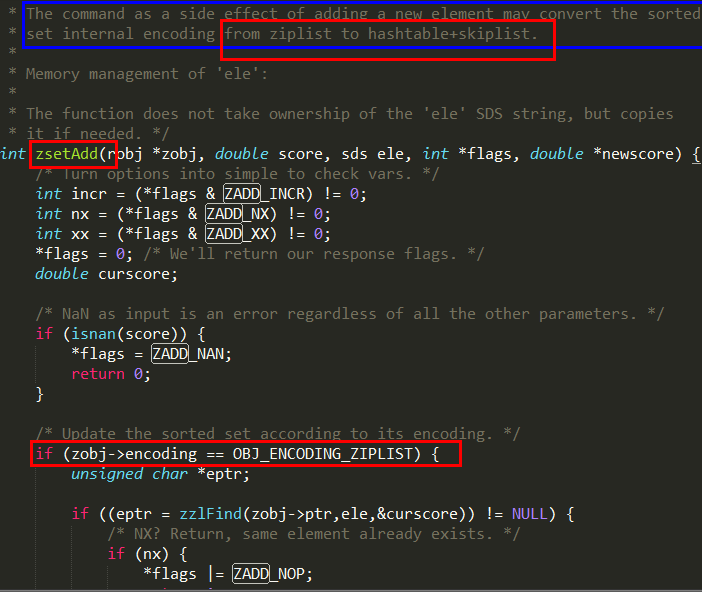 * The command as a side effect of adding a new element may convert the sorted
* set internal encoding from ziplist to hashtable+skiplist.
*
* Memory management of 'ele':
*
* The function does not take ownership of the 'ele' SDS string, but copies
* it if needed. */
int zsetAdd(robj *zobj, double score, sds ele, int *flags, double *newscore) {
/* Turn options into simple to check vars. */
int incr = (*flags & ZADD_INCR) != 0;
int nx = (*flags & ZADD_NX) != 0;
int xx = (*flags & ZADD_XX) != 0;
*flags = 0; /* We'll return our response flags. */
double curscore;
/* NaN as input is an error regardless of all the other parameters. */
if (isnan(score)) {
*flags = ZADD_NAN;
return 0;
}
/* Update the sorted set according to its encoding. */
if (zobj->encoding == OBJ_ENCODING_ZIPLIST) {
unsigned char *eptr;
if ((eptr = zzlFind(zobj->ptr,ele,&curscore)) != NULL) {
/* NX? Return, same element already exists. */
if (nx) {
*flags |= ZADD_NOP;